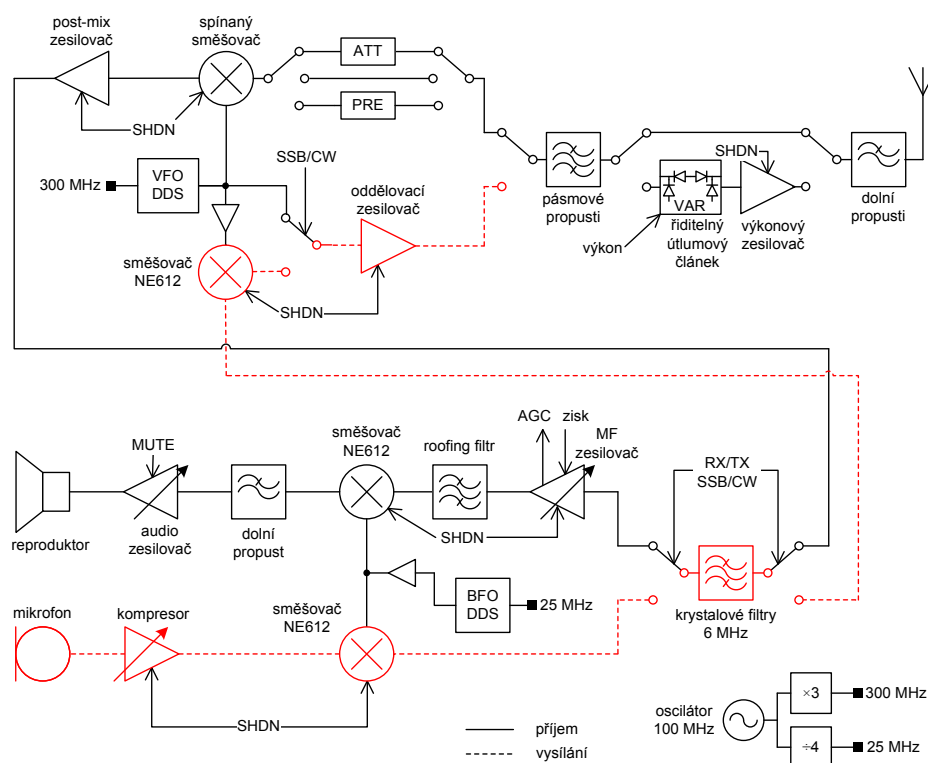 post-mix
zesilovač
spínaný
směšovač
ATT
PRE
SHDN
SSB/CW
300 MHz
VFO
DDS
oddělovací
zesilovač
směšovač
NE612
SHDN
pásmové
propusti
SHDN
VAR
výkon
řiditelný
útlumový
článek
výkonový
zesilovač
dolní
propusti
MUTE
reproduktor
audio
zesilovač
dolní
propust
směšovač
NE612
roofing filtr
AGC
zisk
MF
zesilovač
SHDN
RX/TX
SSB/CW
krystalové filtry
6 MHz
BFO
DDS
25 MHz
mikrofon
kompresor
směšovač
NE612
SHDN
příjem
vysílání
oscilátor
100 MHz
×3
300 MHz
÷4
25 MHz